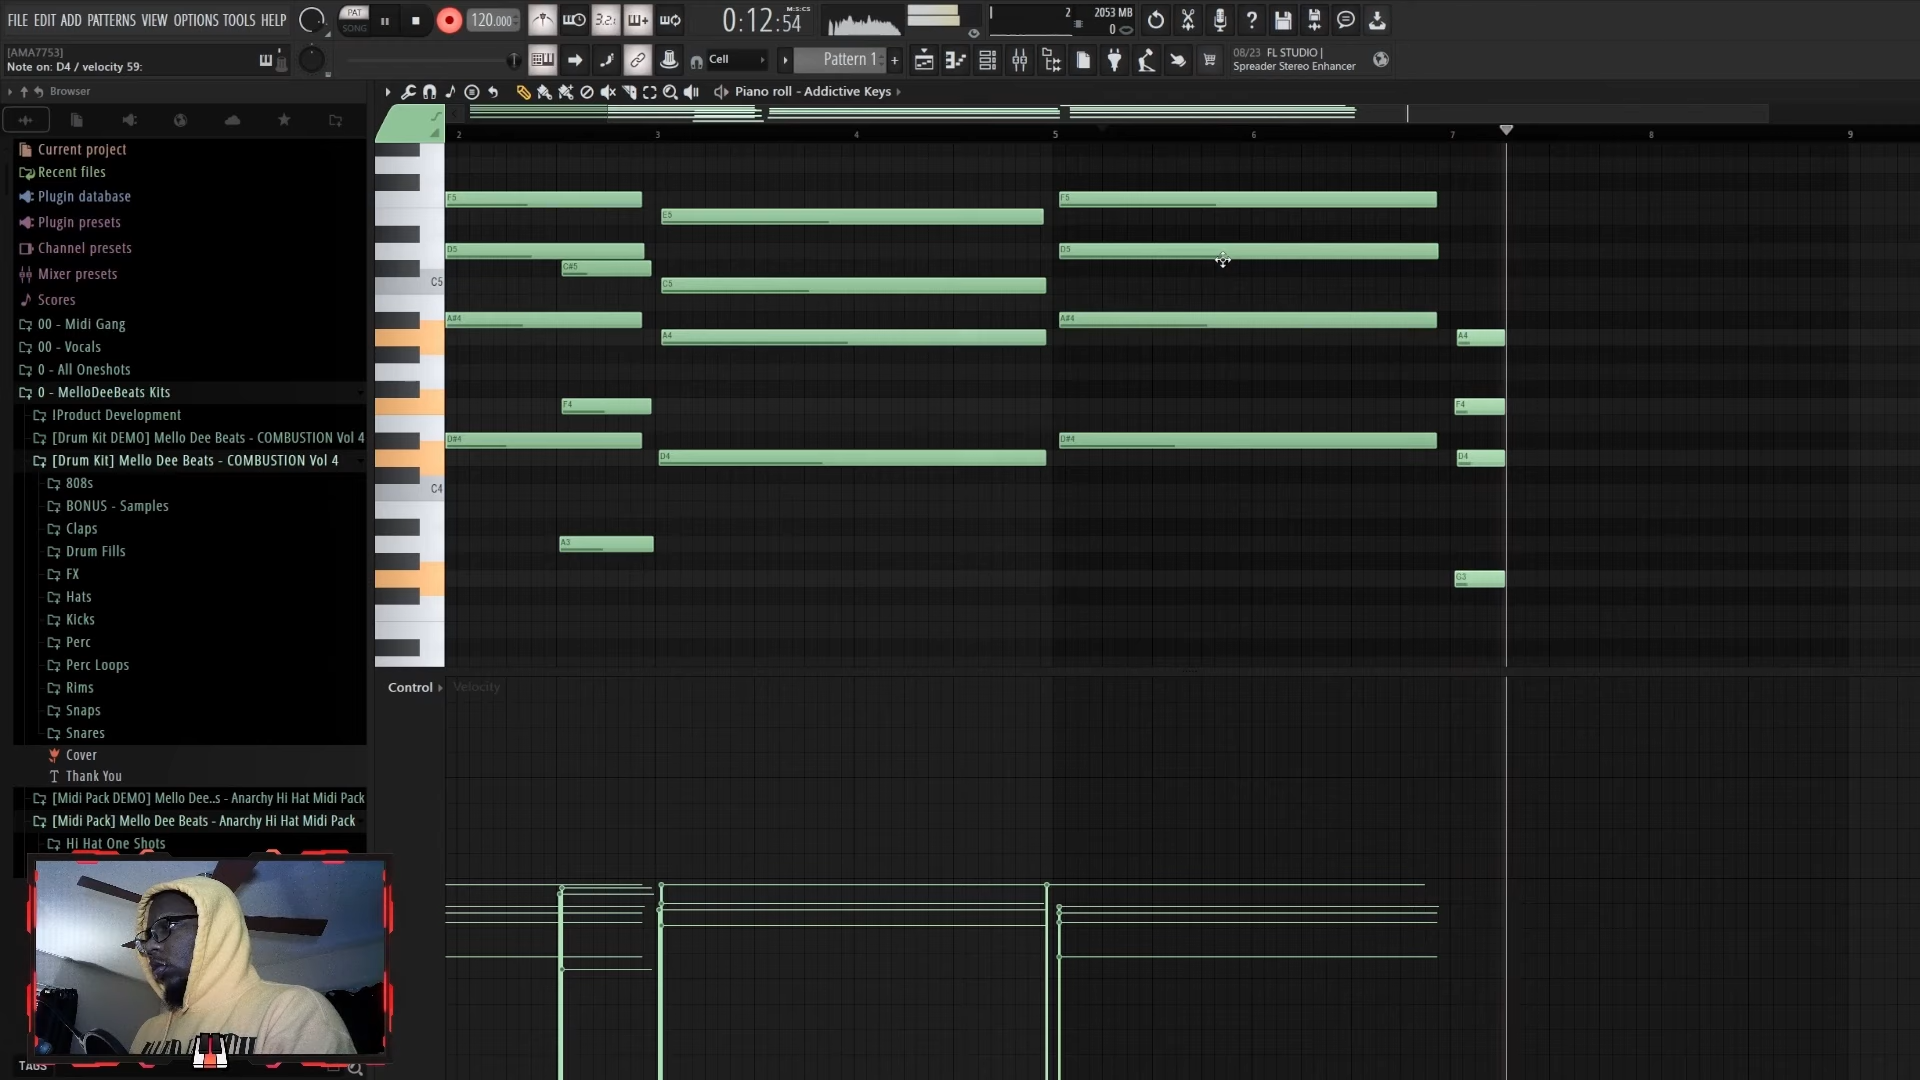 FILE EDIT ADD PATTERNS VIEW OPTIONS TOOLS HELP
PAT
SONG
120.000
3.2.
0:12:54
M:S:CS
2
2053 MB
0
[AMA7753]
Note on: D4 / velocity 59:
Cell
Pattern 1
08/23 FL STUDIO |
Spreader Stereo Enhancer
Browser
Piano roll - Addictive Keys
2 3 4 5 6 7 8 9
Current project
Recent files
Plugin database
Plugin presets
Channel presets
Mixer presets
Scores
00 - Midi Gang
00 - Vocals
0 - All Oneshots
0 - MelloDeeBeats Kits
!Product Development
[Drum Kit DEMO] Mello Dee Beats - COMBUSTION Vol 4
[Drum Kit] Mello Dee Beats - COMBUSTION Vol 4
808s
BONUS - Samples
Claps
Drum Fills
FX
Hats
Kicks
Perc
Perc Loops
Rims
Snaps
Snares
Cover
Thank You
[Midi Pack DEMO] Mello Dee..s - Anarchy Hi Hat Midi Pack
[Midi Pack] Mello Dee Beats - Anarchy Hi Hat Midi Pack
Hi Hat One Shots
TAGS
F5 F5
E5
D5 D5
C#5
C5 C5
A#4 A#4
A4 A4
F4 F4
D#4 D#4
D4 D4
C4
A3
G3
Control Velocity